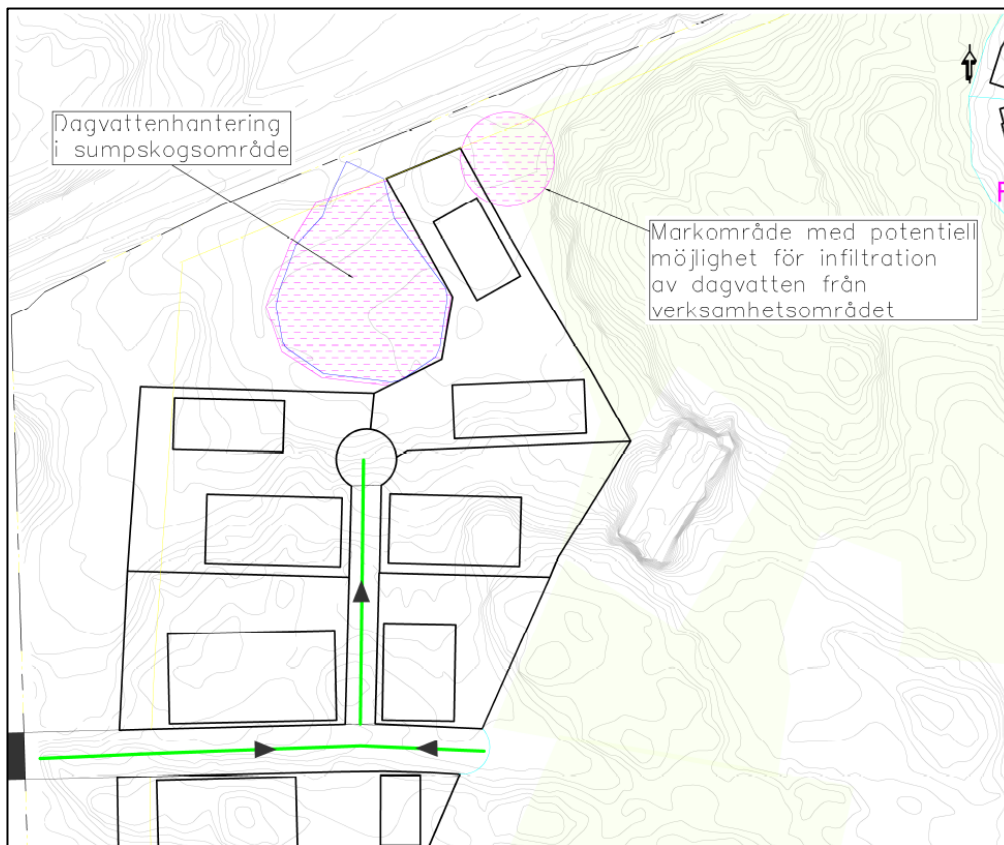 Dagvattenhantering
i sumpskogsområde
Markområde med potentiell
möjlighet för infiltration
av dagvatten från
verksamhetsområdet